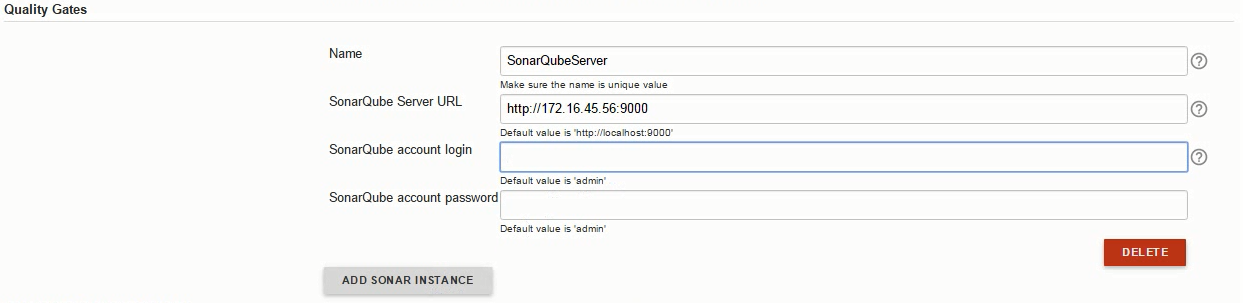 Quality Gates
Name
SonarQubeServer
Make sure the name is unique value
SonarQube Server URL
http://172.16.45.56:9000
Default value is 'http://localhost:9000'
SonarQube account login
Default value is 'admin'
SonarQube account password
Default value is 'admin'
DELETE
ADD SONAR INSTANCE